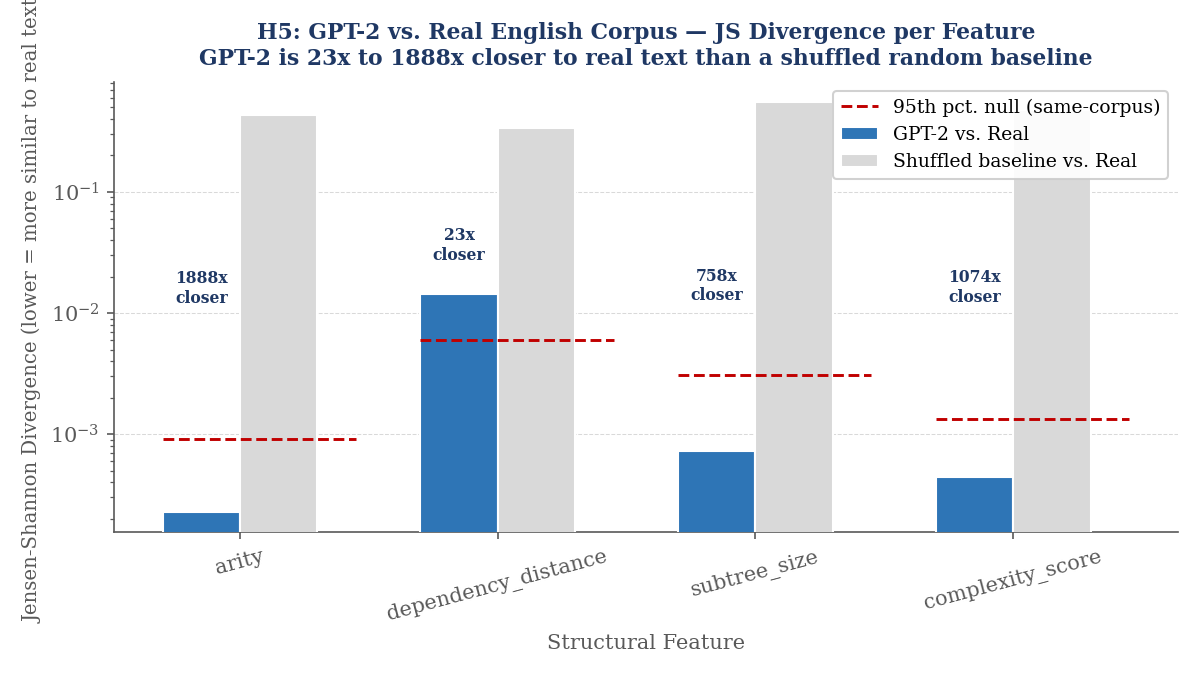 H5: GPT-2 vs. Real English Corpus — JS Divergence per Feature
GPT-2 is 23x to 1888x closer to real text than a shuffled random baseline
Jensen-Shannon Divergence (lower = more similar to real text
10⁻¹
10⁻²
10⁻³
95th pct. null (same-corpus)
GPT-2 vs. Real
Shuffled baseline vs. Real
1888x
closer
23x
closer
758x
closer
1074x
closer
arity
dependency_distance
subtree_size
complexity_score
Structural Feature